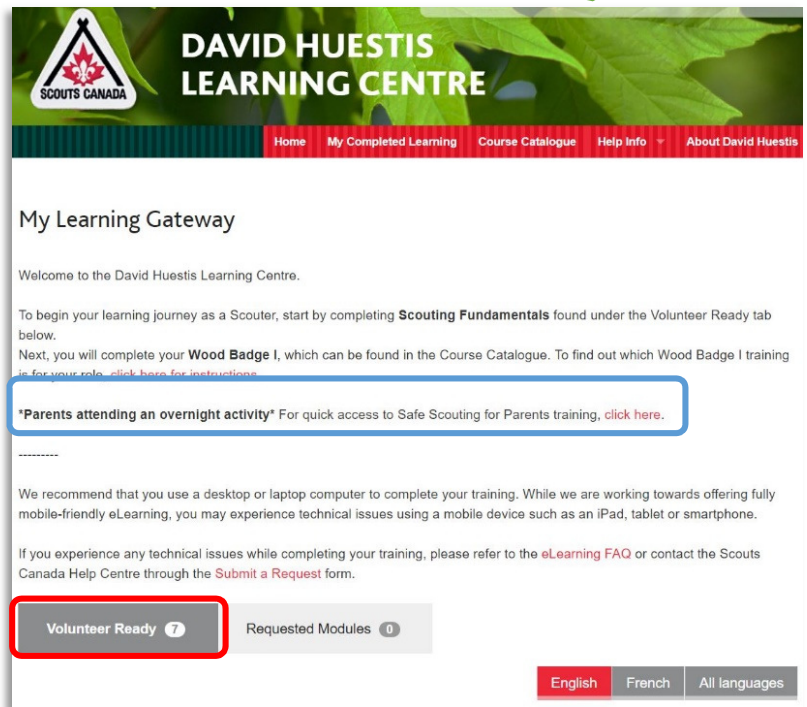 DAVID HUESTIS
LEARNING CENTRE
SCOUTS CANADA
Home My Completed Learning Course Catalogue Help Info About David Huestis
My Learning Gateway
Welcome to the David Huestis Learning Centre.
To begin your learning journey as a Scouter, start by completing Scouting Fundamentals found under the Volunteer Ready tab
below.
Next, you will complete your Wood Badge I, which can be found in the Course Catalogue. To find out which Wood Badge I training
is for your role, click here for instructions.
*Parents attending an overnight activity* For quick access to Safe Scouting for Parents training, click here.
---------
We recommend that you use a desktop or laptop computer to complete your training. While we are working towards offering fully
mobile-friendly eLearning, you may experience technical issues using a mobile device such as an iPad, tablet or smartphone.
If you experience any technical issues while completing your training, please refer to the eLearning FAQ or contact the Scouts
Canada Help Centre through the Submit a Request form.
Volunteer Ready 7 Requested Modules 0
English French All languages